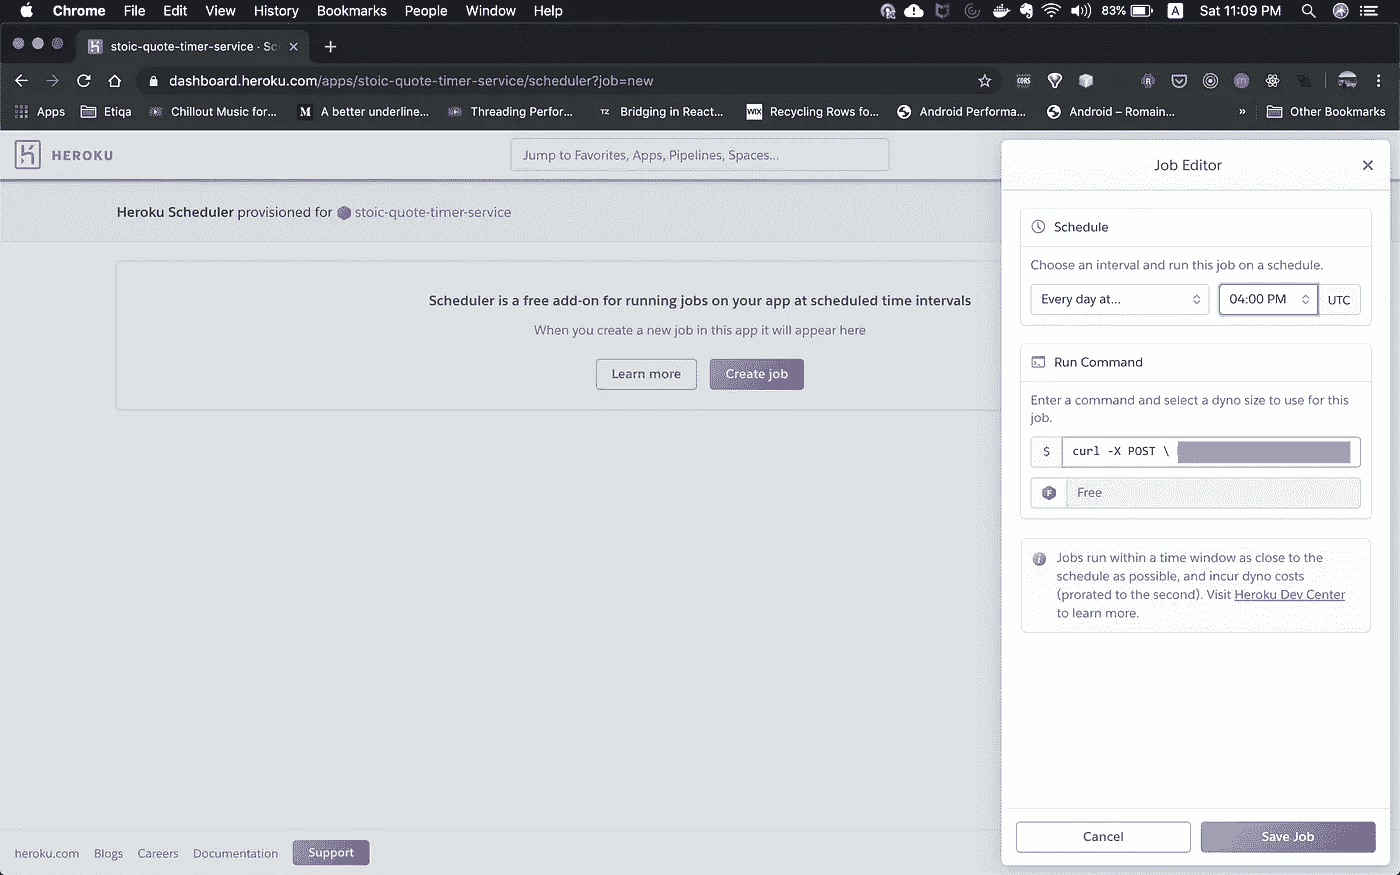 Chrome File Edit View History Bookmarks People Window Help 83% A Sat 11:09 PM
stoic-quote-timer-service · Sc
dashboard.heroku.com/apps/stoic-quote-timer-service/scheduler?job=new
Apps Etiqa Chillout Music for... M A better underline... Threading Perfor... TZ Bridging in React... WIX Recycling Rows fo... Android Performa... Android – Romain... » Other Bookmarks
HEROKU
Jump to Favorites, Apps, Pipelines, Spaces...
Heroku Scheduler provisioned for stoic-quote-timer-service
Scheduler is a free add-on for running jobs on your app at scheduled time intervals
When you create a new job in this app it will appear here
Learn more Create job
Job Editor
Schedule
Choose an interval and run this job on a schedule.
Every day at... 04:00 PM UTC
Run Command
Enter a command and select a dyno size to use for this
job.
$ curl -X POST \
F Free
Jobs run within a time window as close to the
schedule as possible, and incur dyno costs
(prorated to the second). Visit Heroku Dev Center
to learn more.
Cancel Save Job
heroku.com Blogs Careers Documentation Support